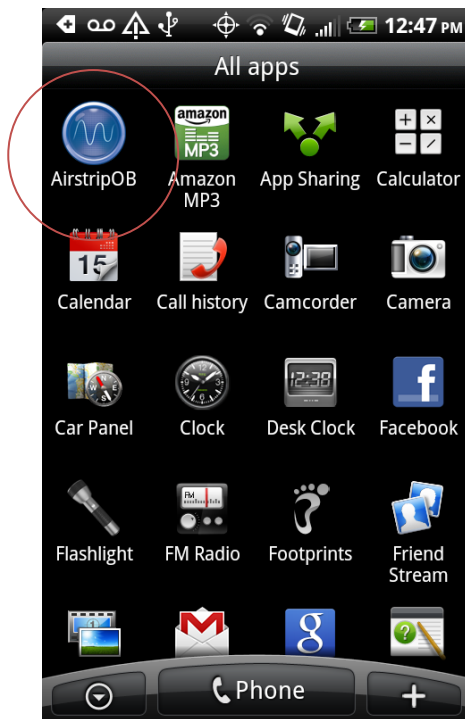 12:47 PM
All apps
amazon
MP3
AirstripOB
Amazon
MP3
App Sharing
Calculator
15
Calendar
Call history
Camcorder
Camera
12:38
Car Panel
Clock
Desk Clock
Facebook
FM
Flashlight
FM Radio
Footprints
Friend
Stream
Phone